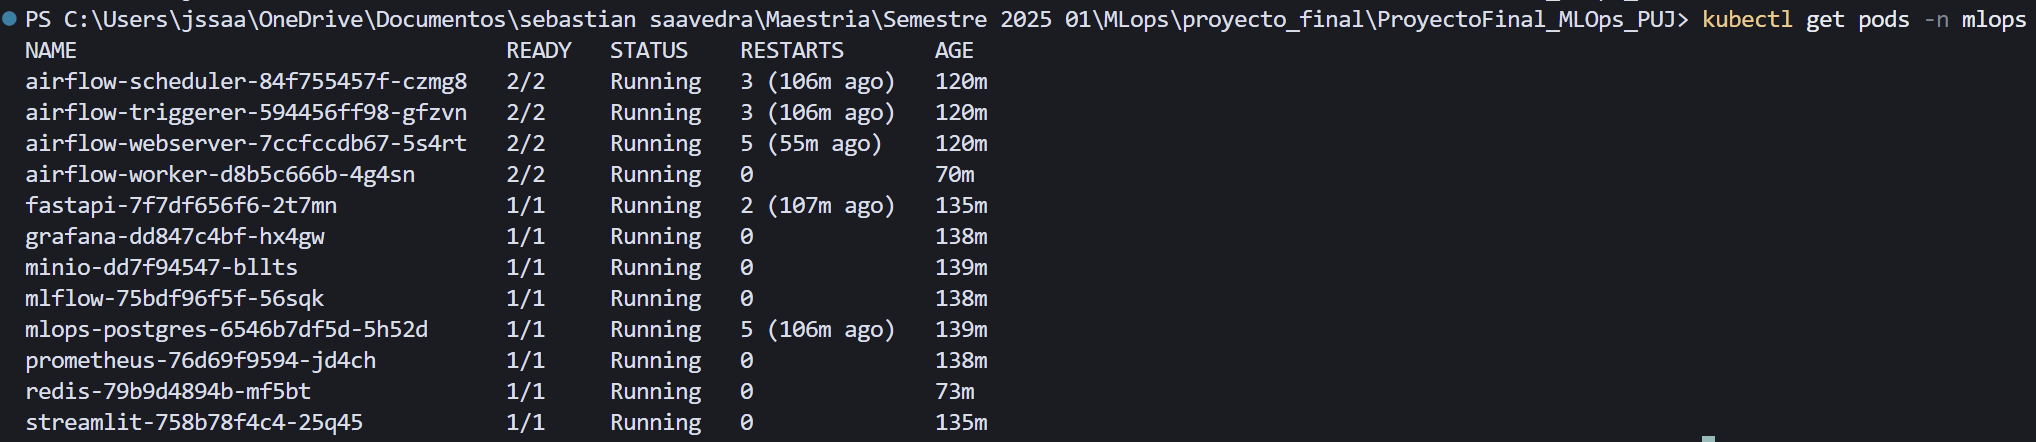 PS C:\Users\jssaa\OneDrive\Documentos\sebastian saavedra\Maestria\Semestre 2025 01\MLops\proyecto_final\ProyectoFinal_MLOps_PUJ> kubectl get pods -n mlops
NAME READY STATUS RESTARTS AGE
airflow-scheduler-84f755457f-czmg8 2/2 Running 3 (106m ago) 120m
airflow-triggerer-594456ff98-gfzvn 2/2 Running 3 (106m ago) 120m
airflow-webserver-7ccfccdb67-5s4rt 2/2 Running 5 (55m ago) 120m
airflow-worker-d8b5c666b-4g4sn 2/2 Running 0 70m
fastapi-7f7df656f6-2t7mn 1/1 Running 2 (107m ago) 135m
grafana-dd847c4bf-hx4gw 1/1 Running 0 138m
minio-dd7f94547-bllts 1/1 Running 0 139m
mlflow-75bdf96f5f-56sqk 1/1 Running 0 138m
mlops-postgres-6546b7df5d-5h52d 1/1 Running 5 (106m ago) 139m
prometheus-76d69f9594-jd4ch 1/1 Running 0 138m
redis-79b9d4894b-mf5bt 1/1 Running 0 73m
streamlit-758b78f4c4-25q45 1/1 Running 0 135m